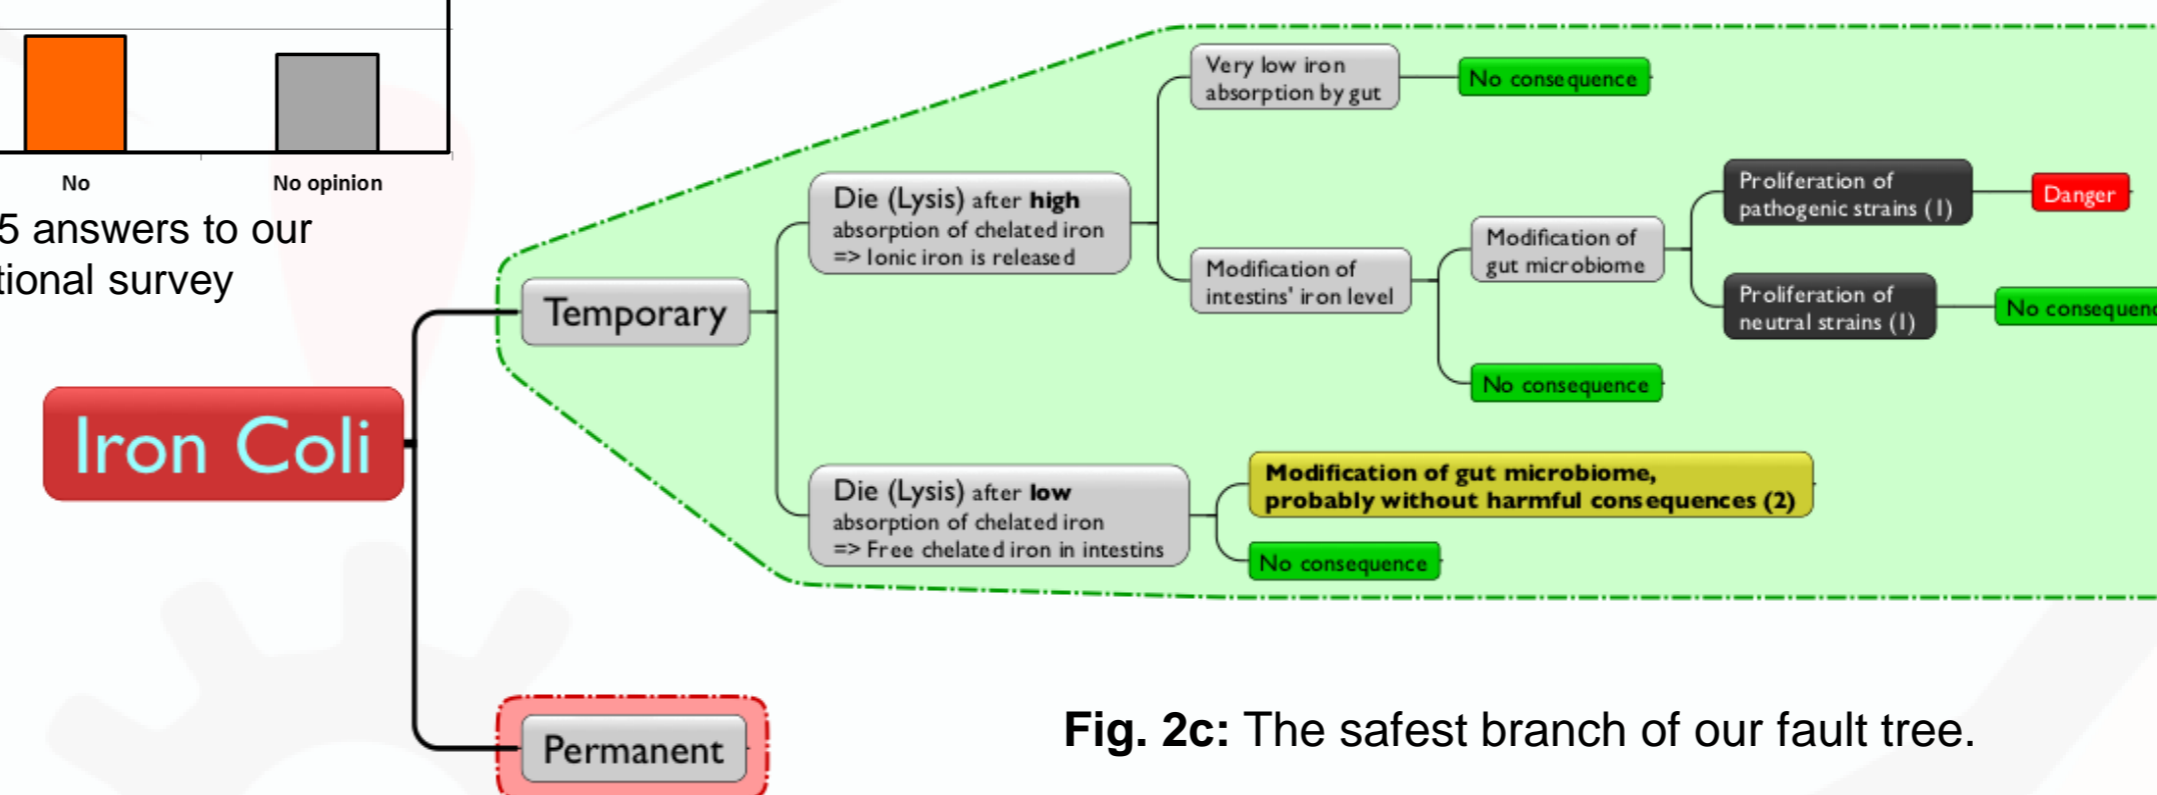 No
No opinion
5 answers to our
tional survey
Iron Coli
Temporary
Permanent
Die (Lysis) after high
absorption of chelated iron
=> Ionic iron is released
Very low iron
absorption by gut
No consequence
Modification of
intestins' iron level
Modification of
gut microbiome
Proliferation of
pathogenic strains (1)
Danger
Proliferation of
neutral strains (1)
No consequenc
No consequence
Die (Lysis) after low
absorption of chelated iron
=> Free chelated iron in intestins
Modification of gut microbiome,
probably without harmful consequences (2)
No consequence
Fig. 2c: The safest branch of our fault tree.